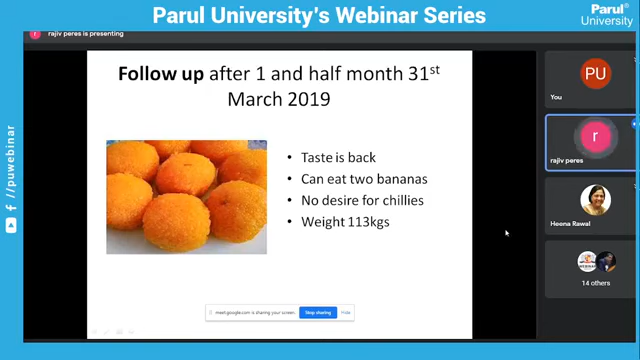 Parul University's Webinar Series
Parul®
University
r rajiv peres is presenting
Follow up after 1 and half month 31st
March 2019
• Taste is back
• Can eat two bananas
• No desire for chillies
• Weight 113kgs
PU
You
r
rajiv peres
Heena Rawal
14 others
meet.google.com is sharing your screen.
Stop sharing
Hide
//puwebinar